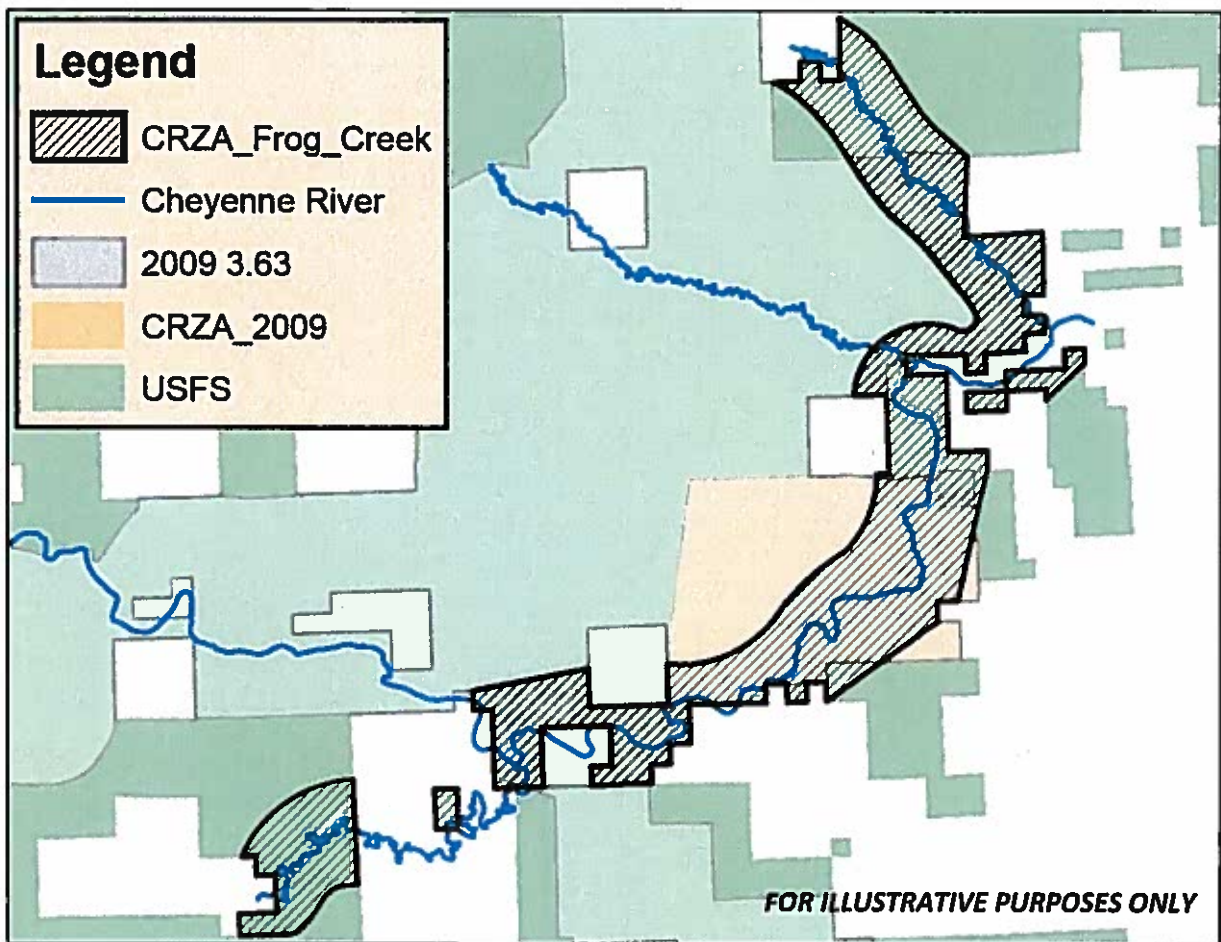 Legend
CRZA_Frog_Creek
Cheyenne River
2009 3.63
CRZA_2009
USFS
FOR ILLUSTRATIVE PURPOSES ONLY